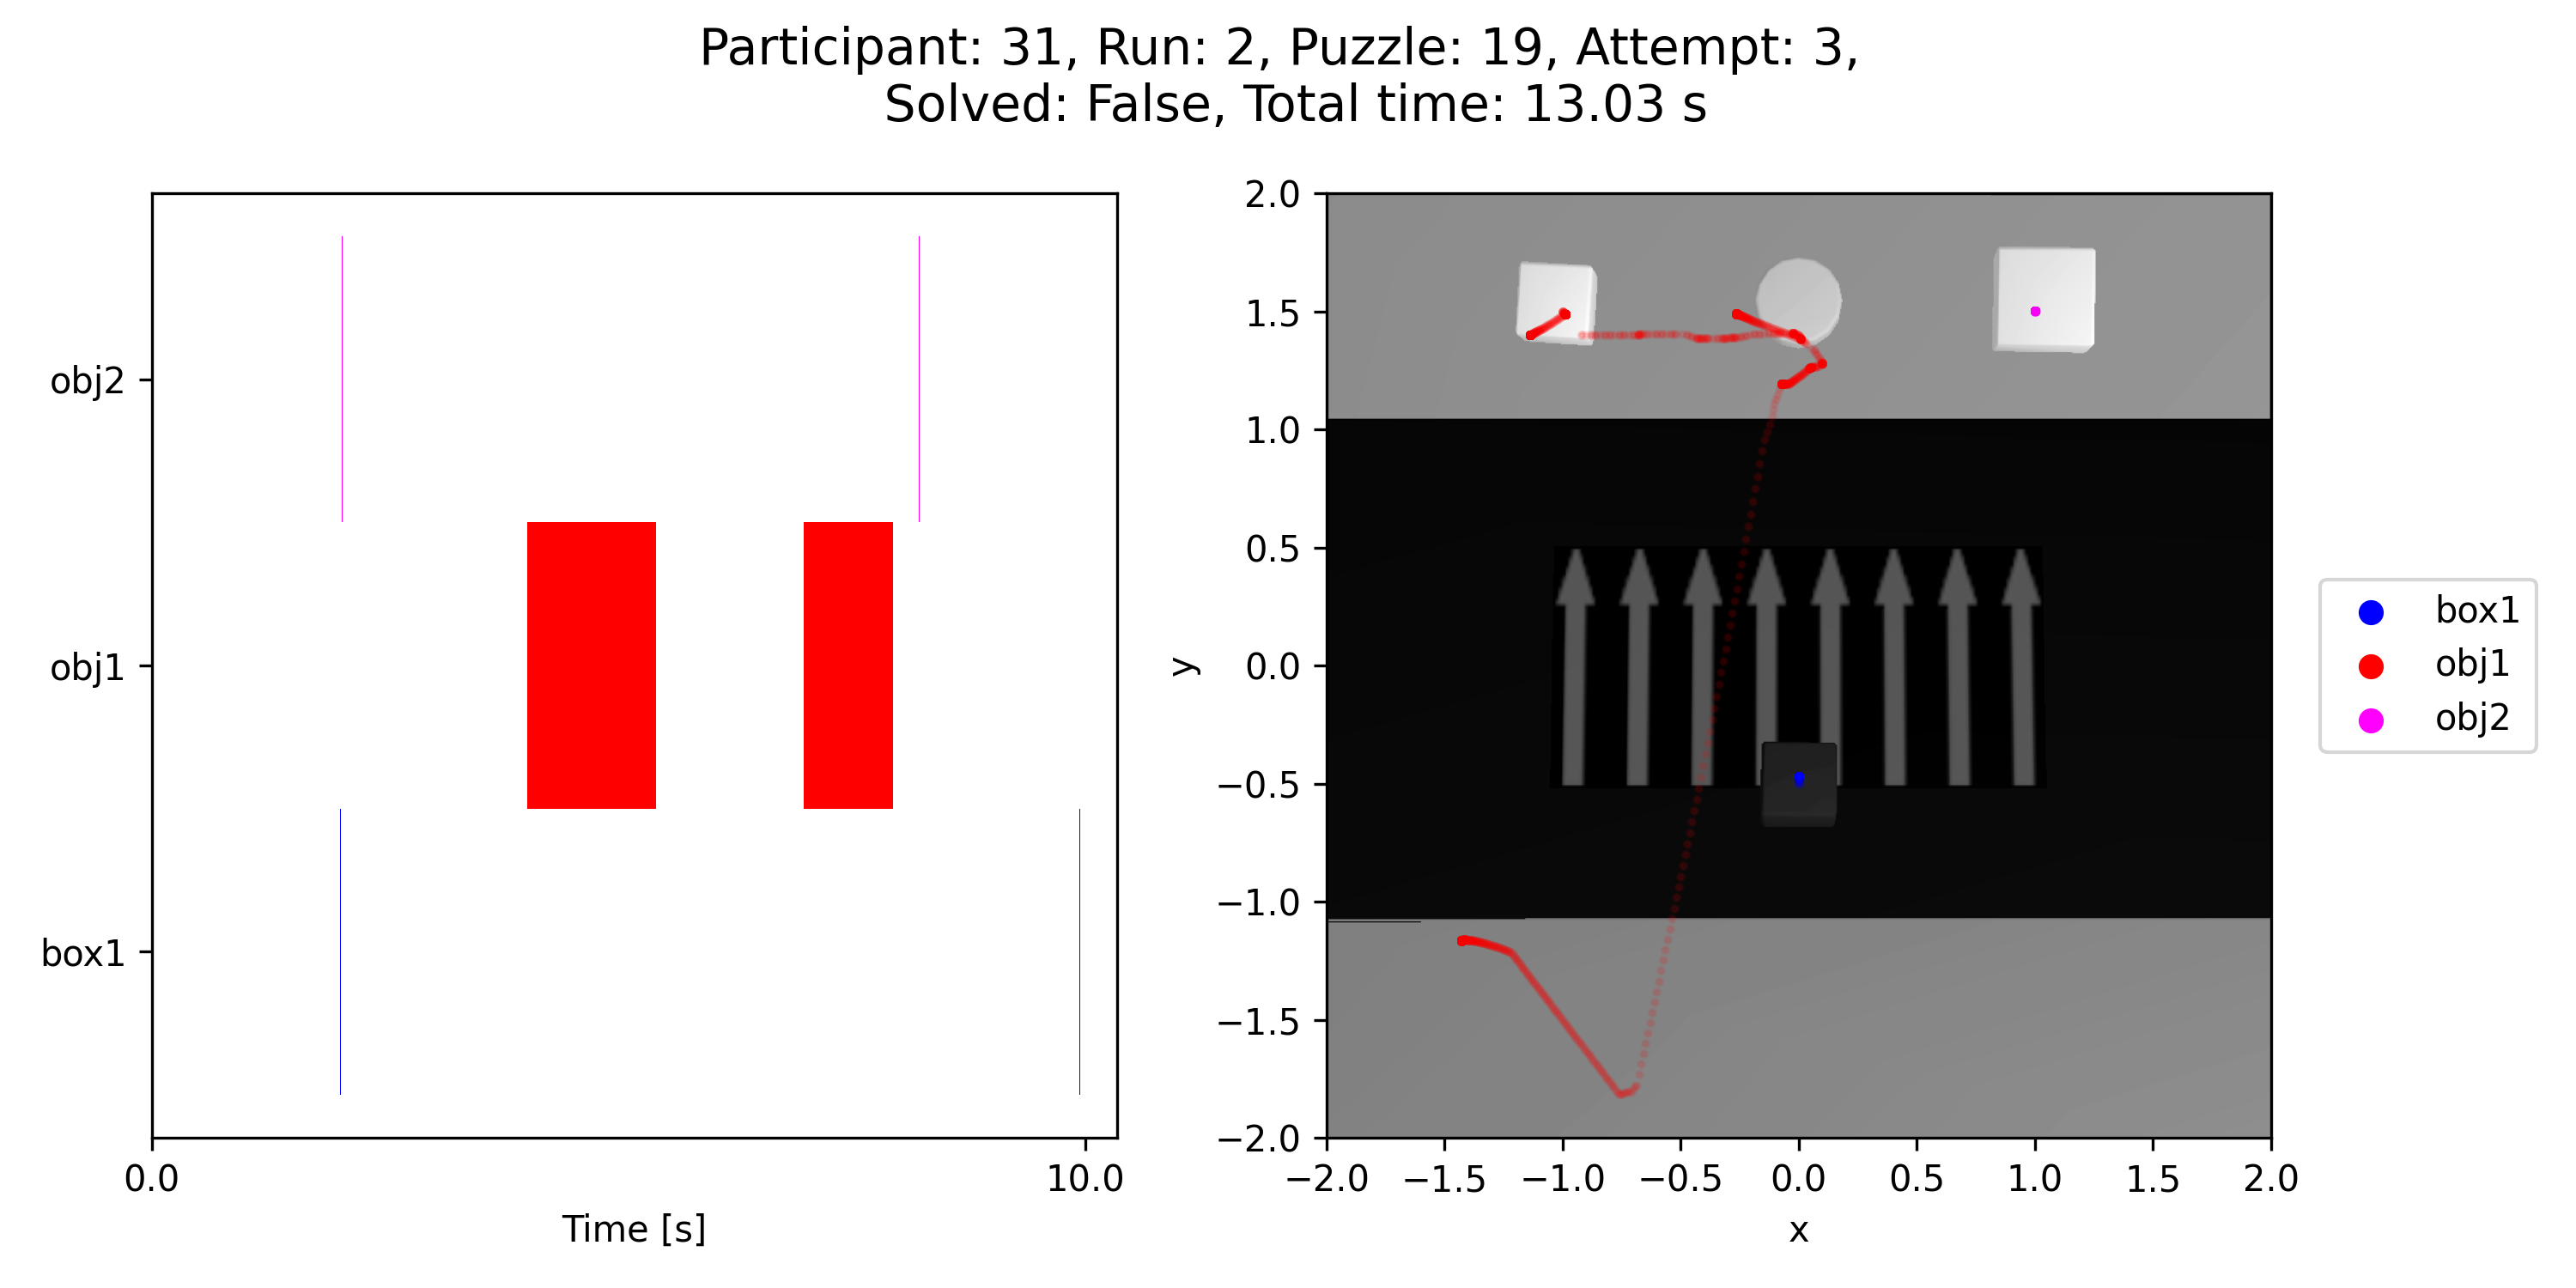 Participant: 31, Run: 2, Puzzle: 19, Attempt: 3,
Solved: False, Total time: 13.03 s
obj2
obj1
box1
0.0
10.0
Time [s]
2.0
1.5
1.0
0.5
0.0
−0.5
−1.0
−1.5
−2.0
y
−2.0
−1.5
−1.0
−0.5
0.0
0.5
1.0
1.5
2.0
x
box1
obj1
obj2